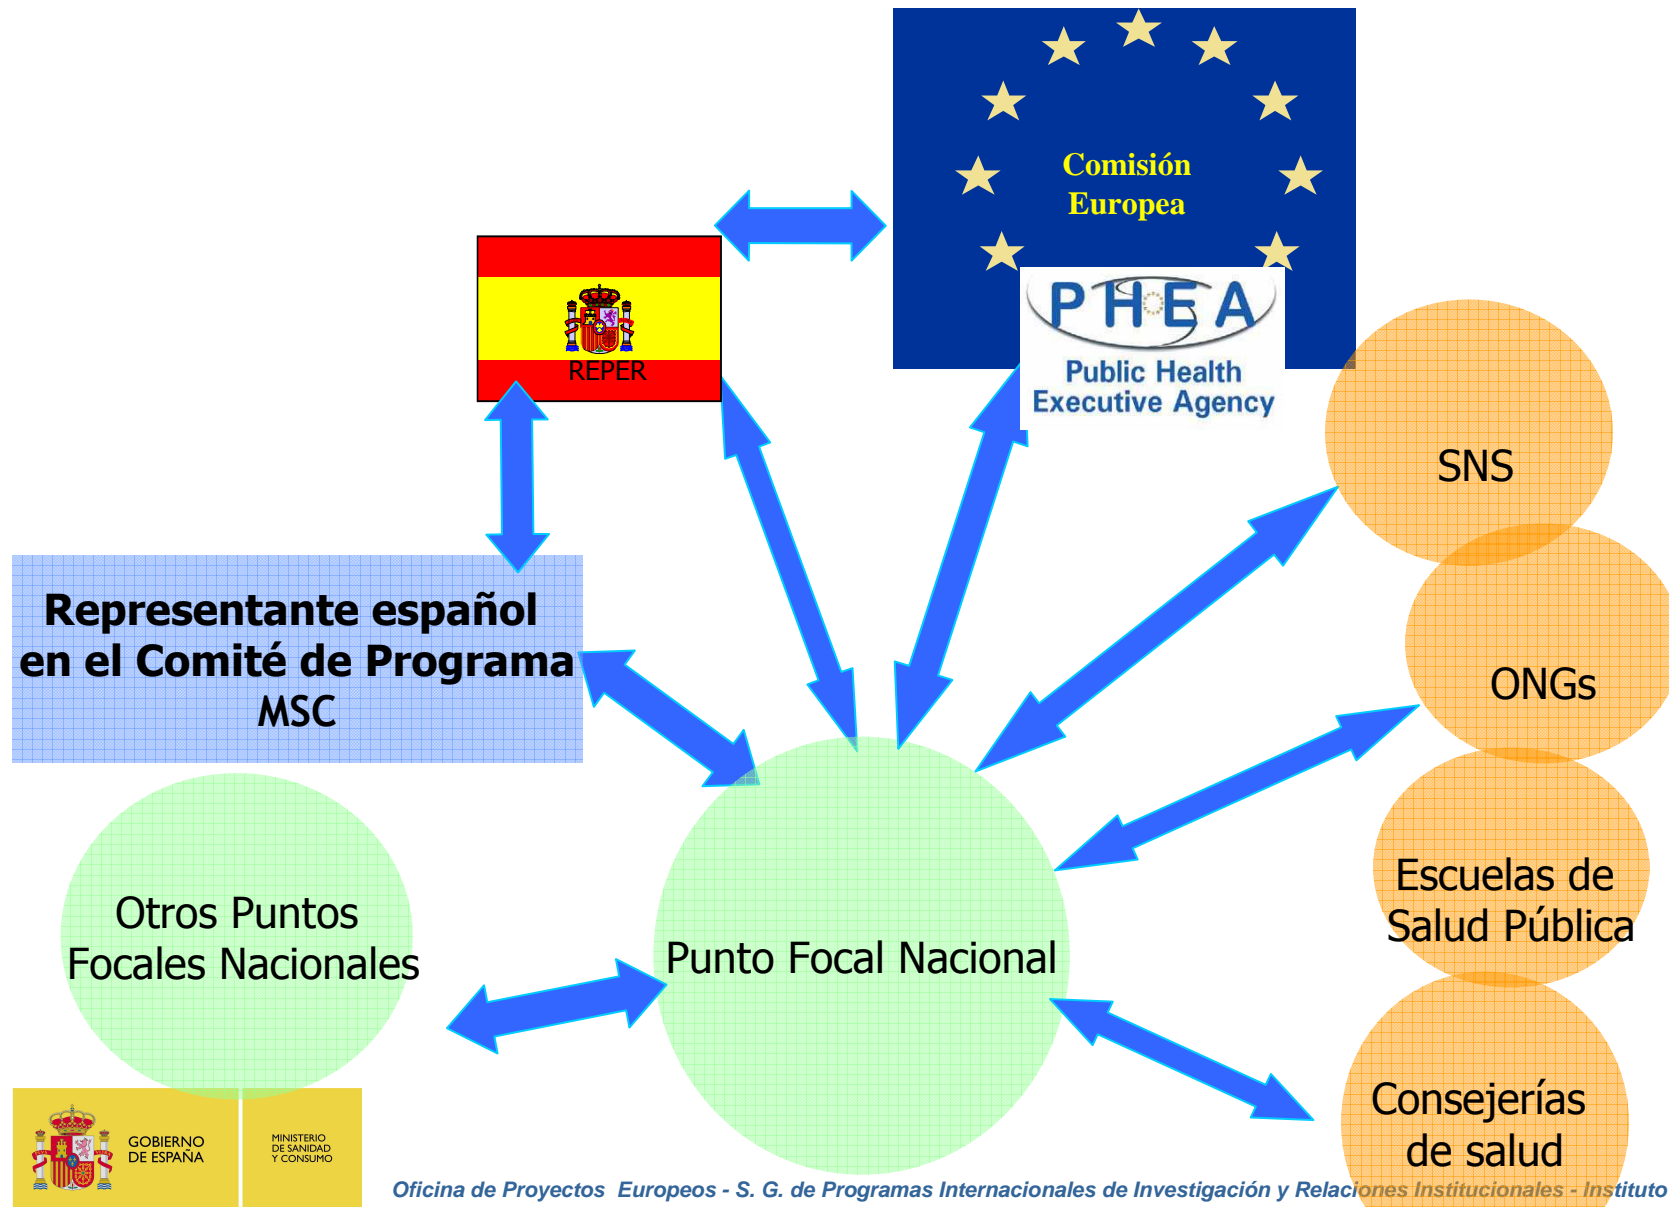 Comisión
Europea
PHEA
Public Health
Executive Agency
REPER
SNS
Representante español
en el Comité de Programa
MSC
ONGs
Escuelas de
Salud Pública
Otros Puntos
Focales Nacionales
Punto Focal Nacional
Consejerías
de salud
GOBIERNO
DE ESPAÑA
MINISTERIO
DE SANIDAD
Y CONSUMO
Oficina de Proyectos Europeos - S. G. de Programas Internacionales de Investigación y Relaciones Institucionales - Instituto